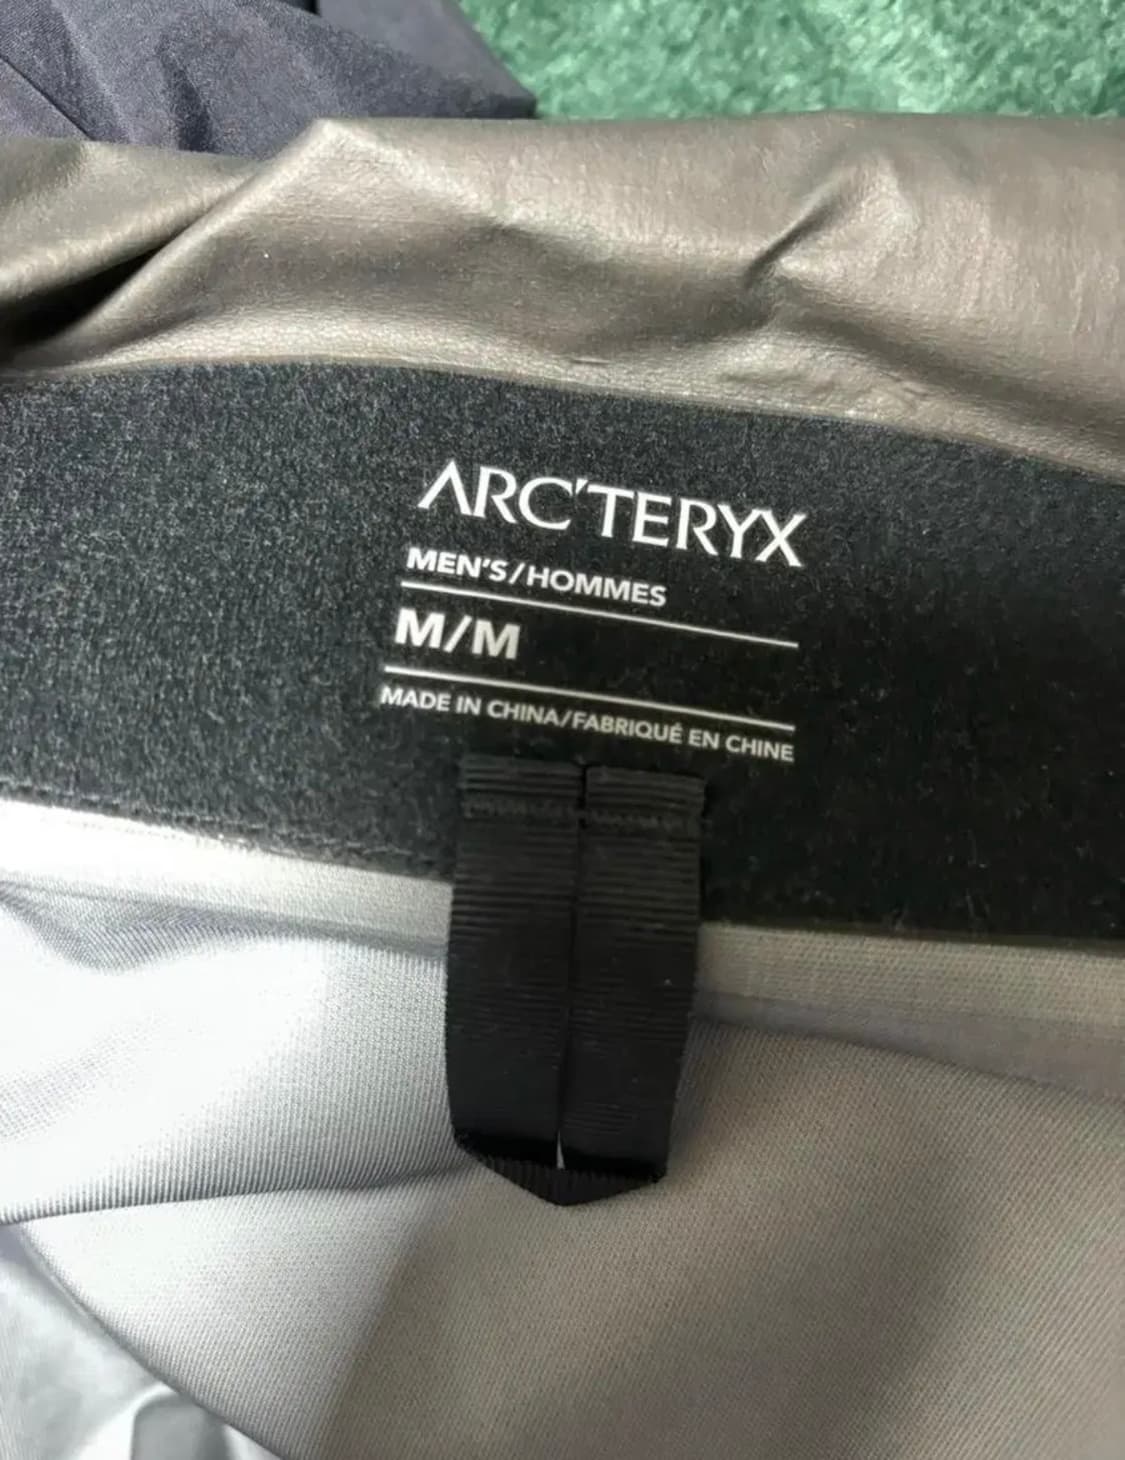 ARC'TERYX
MEN'S/HOMMES
M/M
MADE IN CHINA/FABRIQUÉ EN CHINE